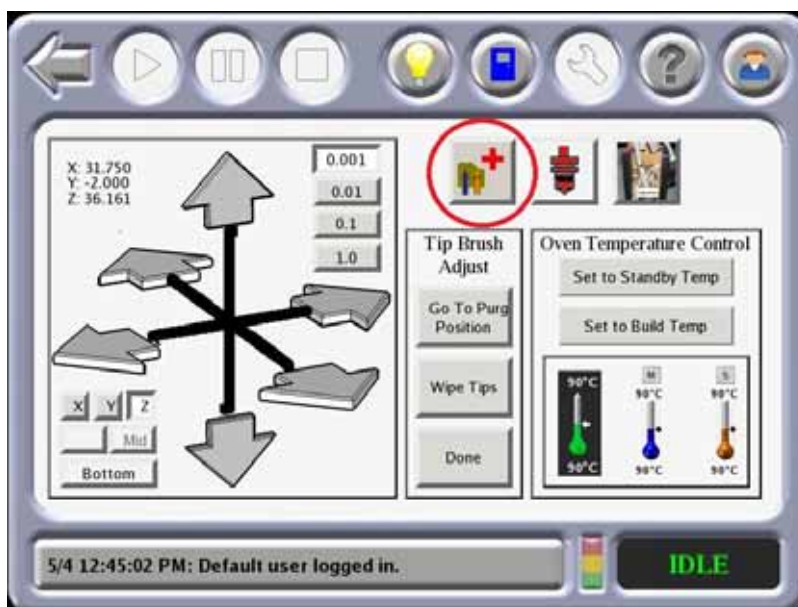 X: 31.750
Y: -2.000
Z: 36.161
0.001
0.01
0.1
1.0
X
Y
Z
Mid
Bottom
Tip Brush
Adjust
Go To Purg
Position
Wipe Tips
Done
Oven Temperature Control
Set to Standby Temp
Set to Build Temp
M
S
90°C
90°C
90°C
90°C
90°C
90°C
5/4 12:45:02 PM: Default user logged in.
IDLE